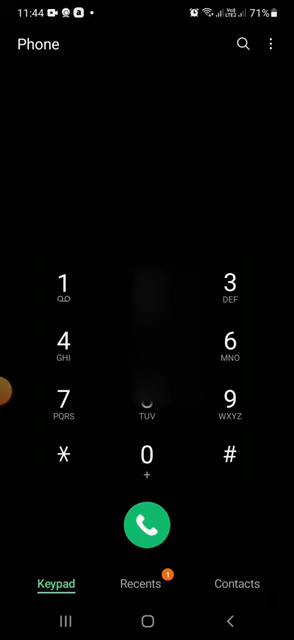 11:44 71%
Phone
1 3
DEF
4 6
GHI MNO
7 9
PQRS TUV WXYZ
* 0 #
+
1
Keypad Recents Contacts